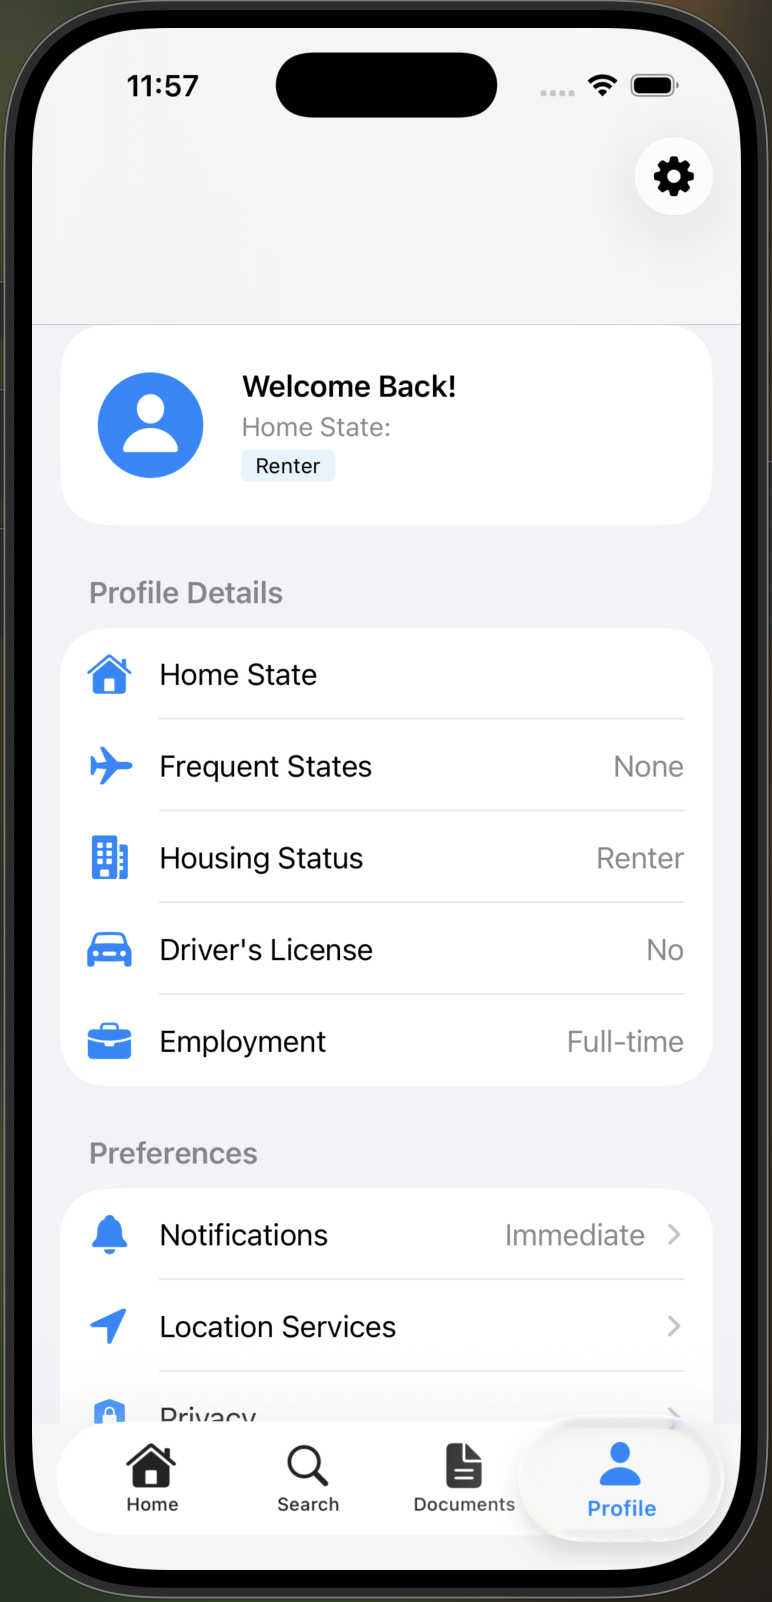 11:57
Welcome Back!
Home State:
Renter
Profile Details
Home State
Frequent States None
Housing Status Renter
Driver's License No
Employment Full-time
Preferences
Notifications Immediate
Location Services
Privacy
Home Search Documents Profile